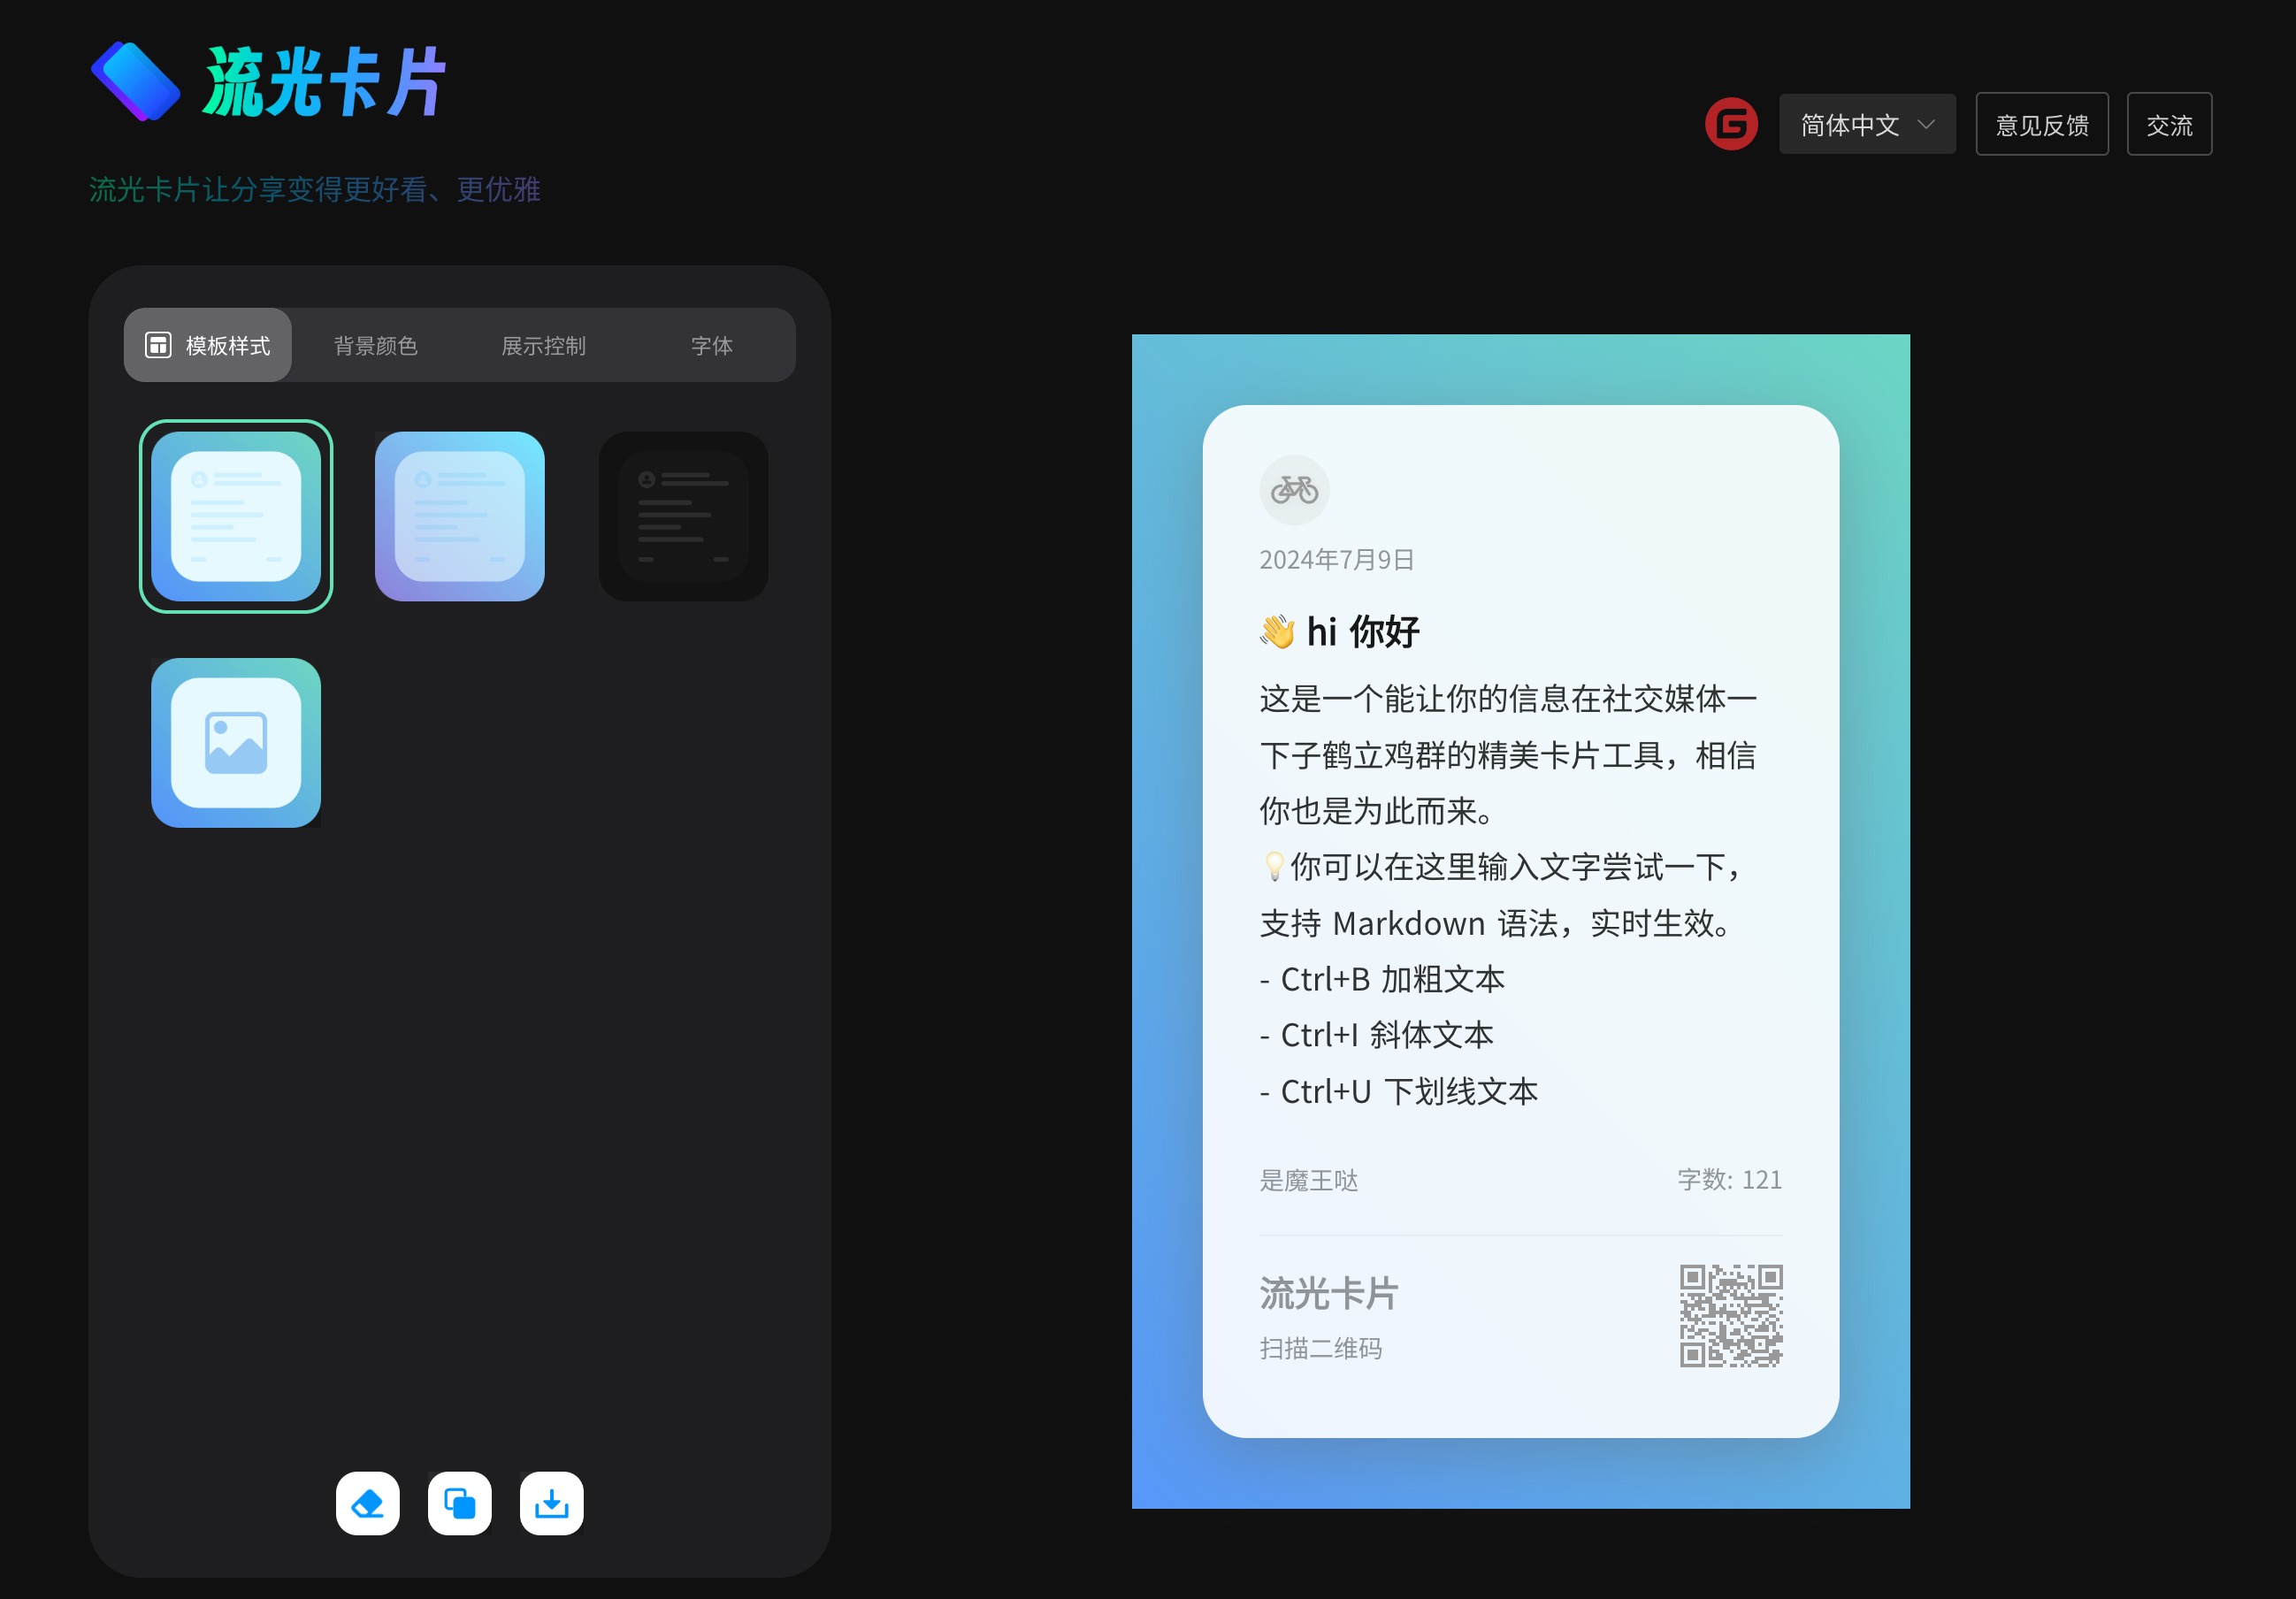 流光卡片
简体中文
意见反馈
交流
流光卡片让分享变得更好看、更优雅
模板样式
背景颜色
展示控制
字体
2024年7月9日
👋 hi 你好
这是一个能让你的信息在社交媒体一
下子鹤立鸡群的精美卡片工具，相信
你也是为此而来。
💡你可以在这里输入文字尝试一下，
支持 Markdown 语法，实时生效。
- Ctrl+B 加粗文本
- Ctrl+I 斜体文本
- Ctrl+U 下划线文本
是魔王哒
字数: 121
流光卡片
扫描二维码